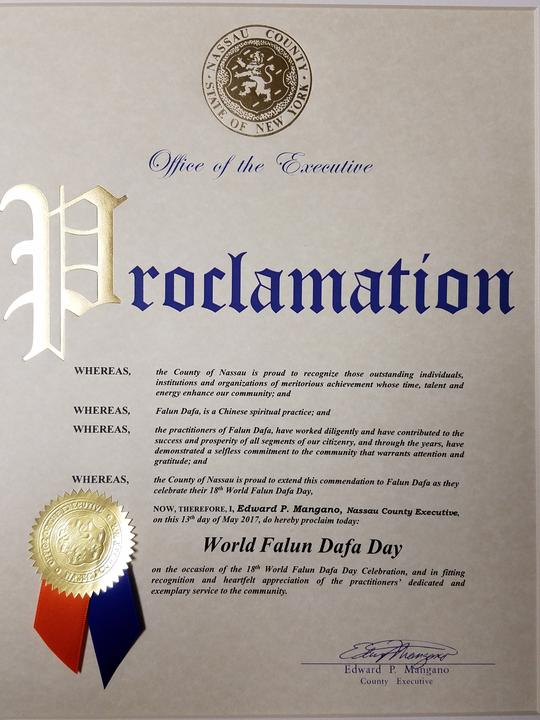 NASSAU COUNTY
STATE OF NEW YORK
Office of the Executive
Proclamation
WHEREAS, the County of Nassau is proud to recognize those outstanding individuals,
institutions and organizations of meritorious achievement whose time, talent and
energy enhance our community; and
WHEREAS, Falun Dafa, is a Chinese spiritual practice; and
WHEREAS, the practitioners of Falun Dafa, have worked diligently and have contributed to the
success and prosperity of all segments of our citizenry, and through the years, have
demonstrated a selfless commitment to the community that warrants attention and
gratitude; and
WHEREAS, the County of Nassau is proud to extend this commendation to Falun Dafa as they
celebrate their 18th World Falun Dafa Day,
NOW, THEREFORE, I, Edward P. Mangano, Nassau County Executive,
on this 13th day of May 2017, do hereby proclaim today:
World Falun Dafa Day
on the occasion of the 18th World Falun Dafa Day Celebration, and in fitting
recognition and heartfelt appreciation of the practitioners' dedicated and
exemplary service to the community.
Edward P. Mangano
County Executive